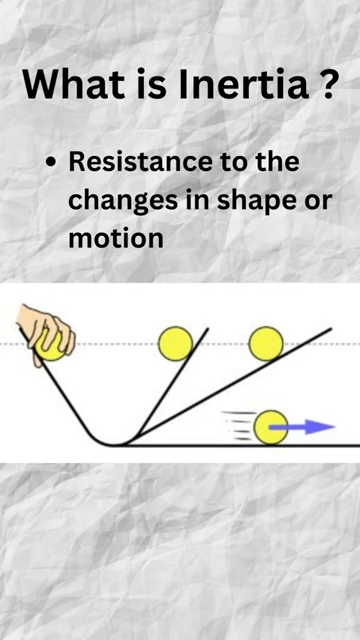 What is Inertia ?
• Resistance to the
changes in shape or
motion